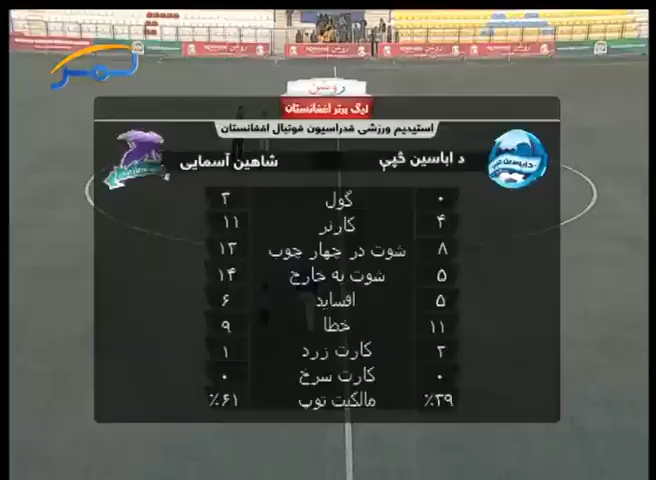 لمر
روشن
لیگ برتر افغانستان
استیدیم ورزشی فدراسیون فوتبال افغانستان
د اباسین څپې شاهین آسمایی
۰ گول ۳
۴ کارنر ۱۱
۸ شوت در چهار چوب ۱۳
۵ شوت به خارج ۱۴
۵ افساید ۶
۱۱ خطا ۹
۲ کارت زرد ۱
۰ کارت سرخ ۰
٪۳۹ مالکیت توپ ٪۶۱